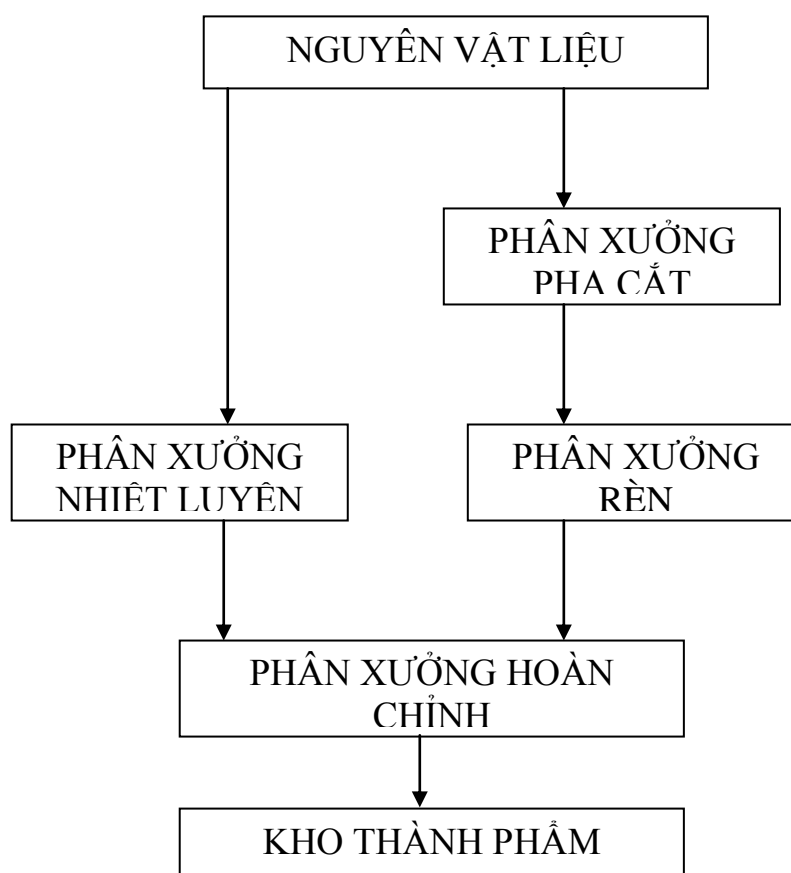 NGUYÊN VẬT LIỆU
PHÂN XƯỞNG
PHA CẮT
PHÂN XƯỞNG
NHIỆT LUYỆN
PHÂN XƯỞNG
RÈN
PHÂN XƯỞNG HOÀN
CHỈNH
KHO THÀNH PHẨM